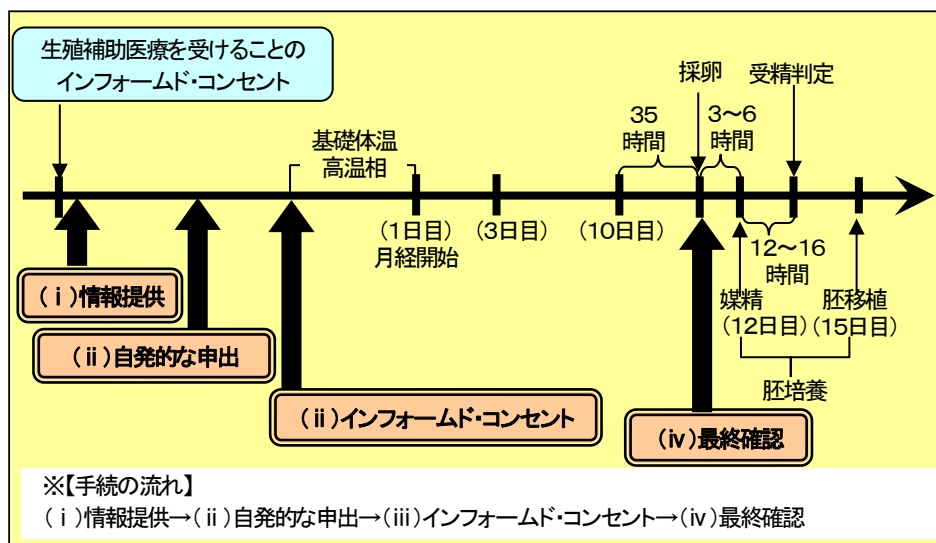 生殖補助医療を受けることの
インフォームド・コンセント
採卵
受精判定
35
時間
3～6
時間
基礎体温
高温相
(1日目)
月経開始
(3日目)
(10日目)
12～16
時間
媒精
(12日目)
胚移植
(15日目)
胚培養
(ⅰ)情報提供
(ⅱ)自発的な申出
(ⅱ)インフォームド・コンセント
(ⅳ)最終確認
※【手続の流れ】
(ⅰ)情報提供→(ⅱ)自発的な申出→(ⅲ)インフォームド・コンセント→(ⅳ)最終確認